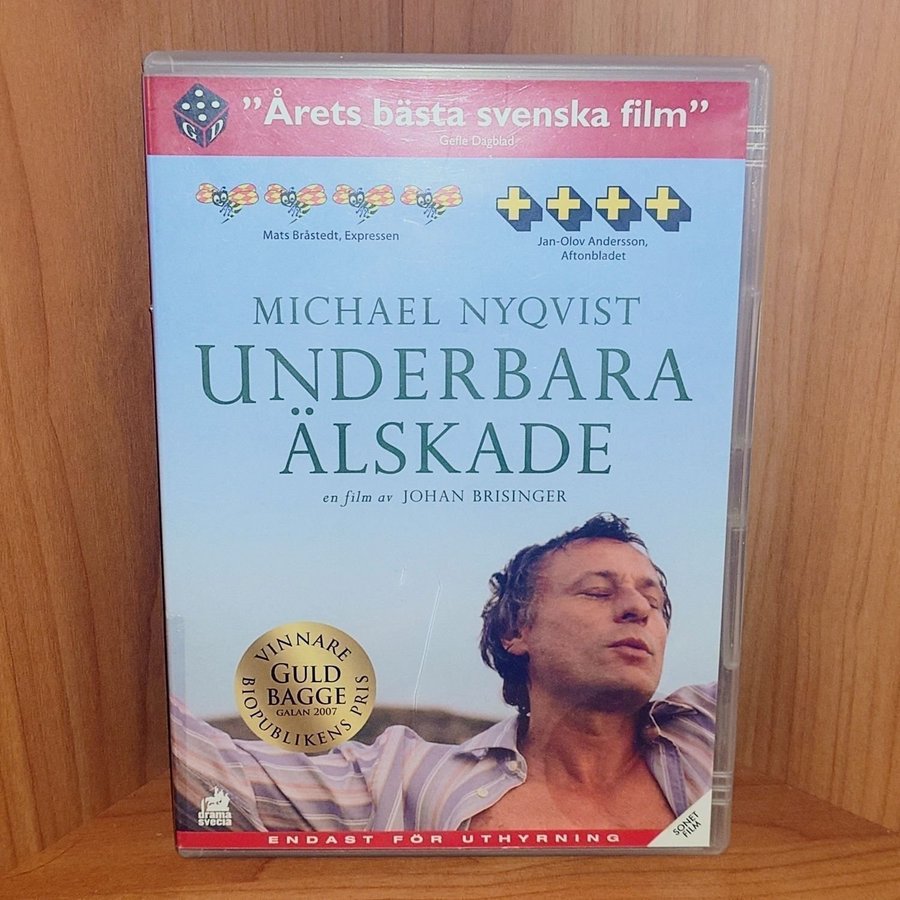 "Årets bästa svenska film"
Gefle Dagblad
GD
Mats Bråstedt, Expressen
Jan-Olov Andersson,
Aftonbladet
MICHAEL NYQVIST
UNDERBARA
ÄLSKADE
en film av JOHAN BRISINGER
VINNARE
GULD
BAGGE
GALAN 2007
BIOPUBLIKENS PRIS
drama
svecia
ENDAST FÖR UTHYRNING
SONET
FILM